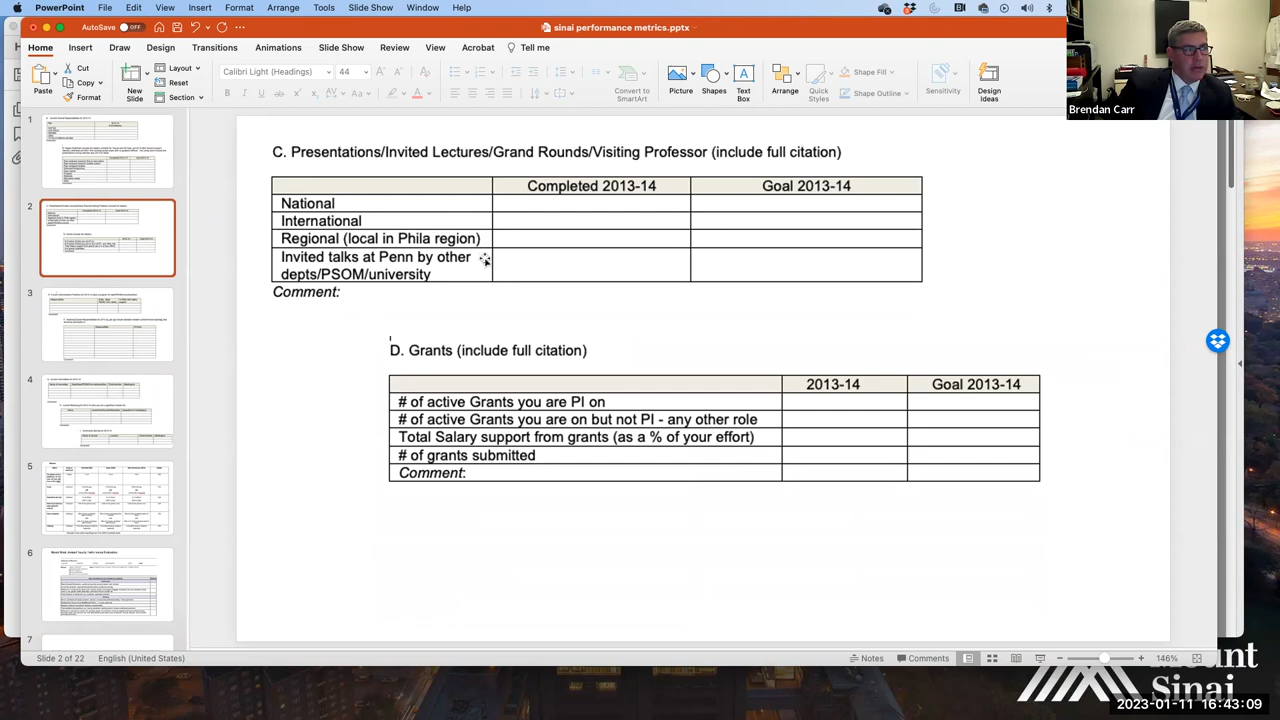 PowerPoint File Edit View Insert Format Arrange Tools Slide Show Window Help
AutoSave OFF
sinai performance metrics.pptx
Home Insert Draw Design Transitions Animations Slide Show Review View Acrobat Tell me
Paste
Cut
Copy
Format
New Slide
Layout
Reset
Section
Calibri Light (Headings) 44
Convert to SmartArt
Picture
Shapes
Text Box
Arrange
Quick Styles
Shape Fill
Shape Outline
Sensitivity
Design Ideas
Brendan Carr
1
2
3
4
5
6
7
C. Presentations/Invited Lectures/Grand Rounds/Visiting Professor (include full citation)
Completed 2013-14 Goal 2013-14
National
International
Regional (local in Phila region)
Invited talks at Penn by other
depts/PSOM/university
Comment:
D. Grants (include full citation)
2013-14 Goal 2013-14
# of active Grants you are PI on
# of active Grants you are on but not PI - any other role
Total Salary support from grants (as a % of your effort)
# of grants submitted
Comment:
Slide 2 of 22 English (United States) Notes Comments 146%
Mount
Sinai
2023-01-11 16:43:09